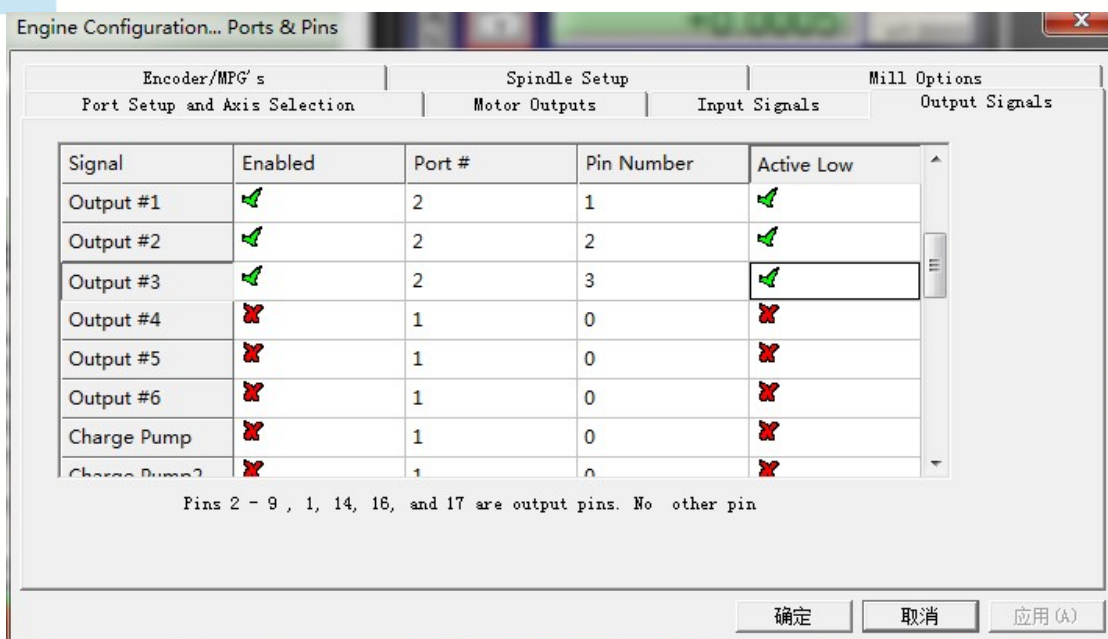 Engine Configuration... Ports & Pins
+0.0005
Encoder/MPG's Spindle Setup Mill Options
Port Setup and Axis Selection Motor Outputs Input Signals Output Signals
Signal Enabled Port # Pin Number Active Low
Output #1 2 1
Output #2 2 2
Output #3 2 3
Output #4 1 0
Output #5 1 0
Output #6 1 0
Charge Pump 1 0
Charge Pump2 1 0
Pins 2 - 9 , 1, 14, 16, and 17 are output pins. No other pin
确定 取消 应用(A)